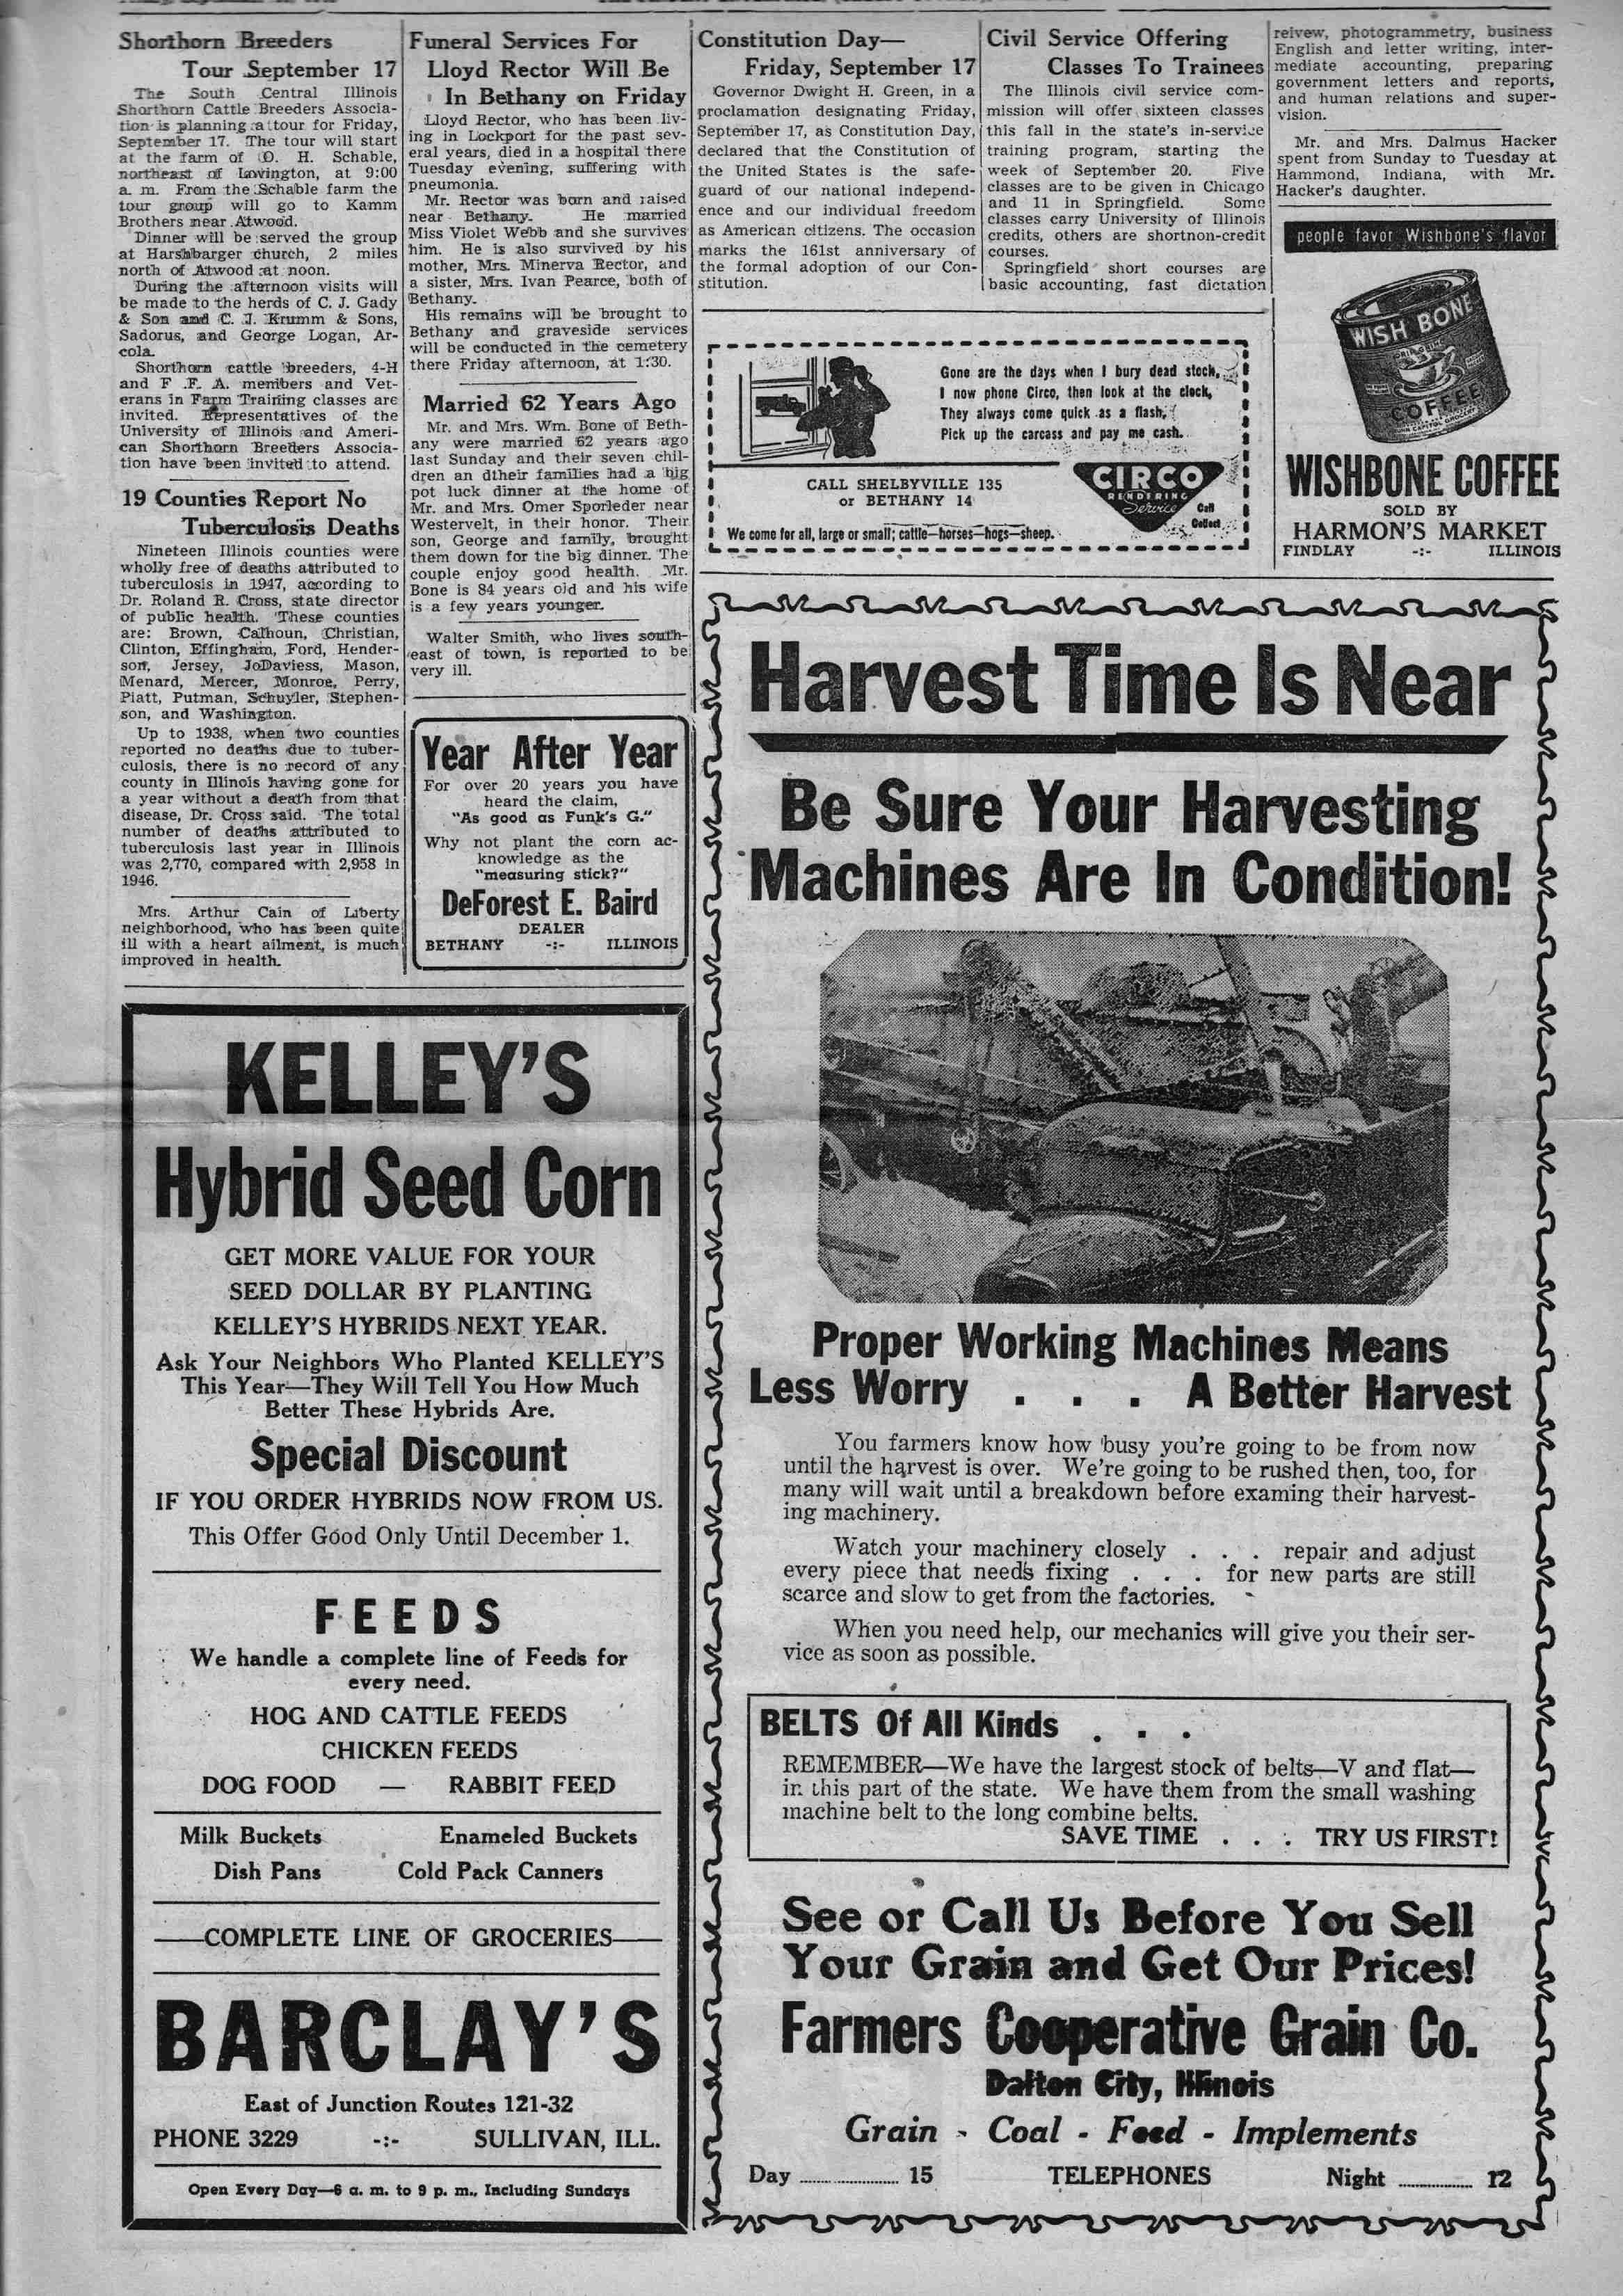 Shorthorn Breeders
Tour September 17
The South Central Illinois
Shorthorn Cattle Breeders Associa-
tion is planning a tour for Friday,
September 17. The tour will start
at the farm of O. H. Schable,
northeast of Lovington, at 9:00
a. m. From the Schable farm the
tour group will go to Kamm
Brothers near Atwood.
Dinner will be served the group
at Harshbarger church, 2 miles
north of Atwood at noon.
During the afternoon visits will
be made to the herds of C. J. Gady
& Son and C. J. Krumm & Sons,
Sadorus, and George Logan, Ar-
cola.
Shorthorn cattle breeders, 4-H
and F. F. A. members and Vet-
erans in Farm Training classes are
invited. Representatives of the
University of Illinois and Ameri-
can Shorthorn Breeders Associa-
tion have been invited to attend.
19 Counties Report No
Tuberculosis Deaths
Nineteen Illinois counties were
wholly free of deaths attributed to
tuberculosis in 1947, according to
Dr. Roland R. Cross, state director
of public health. These counties
are: Brown, Calhoun, Christian,
Clinton, Effingham, Ford, Hender-
son, Jersey, JoDaviess, Mason,
Menard, Mercer, Monroe, Perry,
Piatt, Putman, Schuyler, Stephen-
son, and Washington.
Up to 1938, when two counties
reported no deaths due to tuber-
culosis, there is no record of any
county in Illinois having gone for
a year without a death from that
disease, Dr. Cross said. The total
number of deaths attributed to
tuberculosis last year in Illinois
was 2,770, compared with 2,958 in
1946.
Mrs. Arthur Cain of Liberty
neighborhood, who has been quite
ill with a heart ailment, is much
improved in health.
Funeral Services For
Lloyd Rector Will Be
In Bethany on Friday
Lloyd Rector, who has been liv-
ing in Lockport for the past sev-
eral years, died in a hospital there
Tuesday evening, suffering with
pneumonia.
Mr. Rector was born and raised
near Bethany. He married
Miss Violet Webb and she survives
him. He is also survived by his
mother, Mrs. Minerva Rector, and
a sister, Mrs. Ivan Pearce, both of
Bethany.
His remains will be brought to
Bethany and graveside services
will be conducted in the cemetery
there Friday afternoon, at 1:30.
Married 62 Years Ago
Mr. and Mrs. Wm. Bone of Beth-
any were married 62 years ago
last Sunday and their seven chil-
dren an dtheir families had a big
pot luck dinner at the home of
Mr. and Mrs. Omer Sporleder near
Westervelt, in their honor. Their
son, George and family, brought
them down for the big dinner. The
couple enjoy good health. Mr.
Bone is 84 years old and his wife
is a few years younger.
Walter Smith, who lives south-
east of town, is reported to be
very ill.
Year After Year
For over 20 years you have
heard the claim,
"As good as Funk's G."
Why not plant the corn ac-
knowledge as the
"measuring stick?"
DeForest E. Baird
DEALER
BETHANY -:- ILLINOIS
Constitution Day—
Friday, September 17
Governor Dwight H. Green, in a
proclamation designating Friday,
September 17, as Constitution Day,
declared that the Constitution of
the United States is the safe-
guard of our national independ-
ence and our individual freedom
as American citizens. The occasion
marks the 161st anniversary of
the formal adoption of our Con-
stitution.
Civil Service Offering
Classes To Trainees
The Illinois civil service com-
mission will offer sixteen classes
this fall in the state's in-service
training program, starting the
week of September 20. Five
classes are to be given in Chicago
and 11 in Springfield. Some
classes carry University of Illinois
credits, others are shortnon-credit
courses.
Springfield short courses are
basic accounting, fast dictation
reivew, photogrammetry, business
English and letter writing, inter-
mediate accounting, preparing
government letters and reports,
and human relations and super-
vision.
Mr. and Mrs. Dalmus Hacker
spent from Sunday to Tuesday at
Hammond, Indiana, with Mr.
Hacker's daughter.
Gone are the days when I bury dead stock,
I now phone Circo, then look at the clock,
They always come quick as a flash,
Pick up the carcass and pay me cash.
CALL SHELBYVILLE 135
or BETHANY 14
CIRCO
RENDERING
Service
Call
Collect
We come for all, large or small; cattle—horses—hogs—sheep.
people favor Wishbone's flavor
WISH BONE
COFFEE
WISHBONE COFFEE
SOLD BY
HARMON'S MARKET
FINDLAY -:- ILLINOIS
KELLEY'S
Hybrid Seed Corn
GET MORE VALUE FOR YOUR
SEED DOLLAR BY PLANTING
KELLEY'S HYBRIDS NEXT YEAR.
Ask Your Neighbors Who Planted KELLEY'S
This Year—They Will Tell You How Much
Better These Hybrids Are.
Special Discount
IF YOU ORDER HYBRIDS NOW FROM US.
This Offer Good Only Until December 1.
FEEDS
We handle a complete line of Feeds for
every need.
HOG AND CATTLE FEEDS
CHICKEN FEEDS
DOG FOOD — RABBIT FEED
Milk Buckets Enameled Buckets
Dish Pans Cold Pack Canners
—COMPLETE LINE OF GROCERIES—
BARCLAY'S
East of Junction Routes 121-32
PHONE 3229 -:- SULLIVAN, ILL.
Open Every Day—6 a. m. to 9 p. m., Including Sundays
Harvest Time Is Near
Be Sure Your Harvesting
Machines Are In Condition!
Proper Working Machines Means
Less Worry . . . A Better Harvest
You farmers know how busy you're going to be from now
until the harvest is over. We're going to be rushed then, too, for
many will wait until a breakdown before examing their harvest-
ing machinery.
Watch your machinery closely . . . repair and adjust
every piece that needs fixing . . . for new parts are still
scarce and slow to get from the factories.
When you need help, our mechanics will give you their ser-
vice as soon as possible.
BELTS Of All Kinds . . .
REMEMBER—We have the largest stock of belts—V and flat—
in this part of the state. We have them from the small washing
machine belt to the long combine belts.
SAVE TIME . . . TRY US FIRST!
See or Call Us Before You Sell
Your Grain and Get Our Prices!
Farmers Cooperative Grain Co.
Dalton City, Illinois
Grain - Coal - Feed - Implements
Day ........ 15 TELEPHONES Night ........ 12